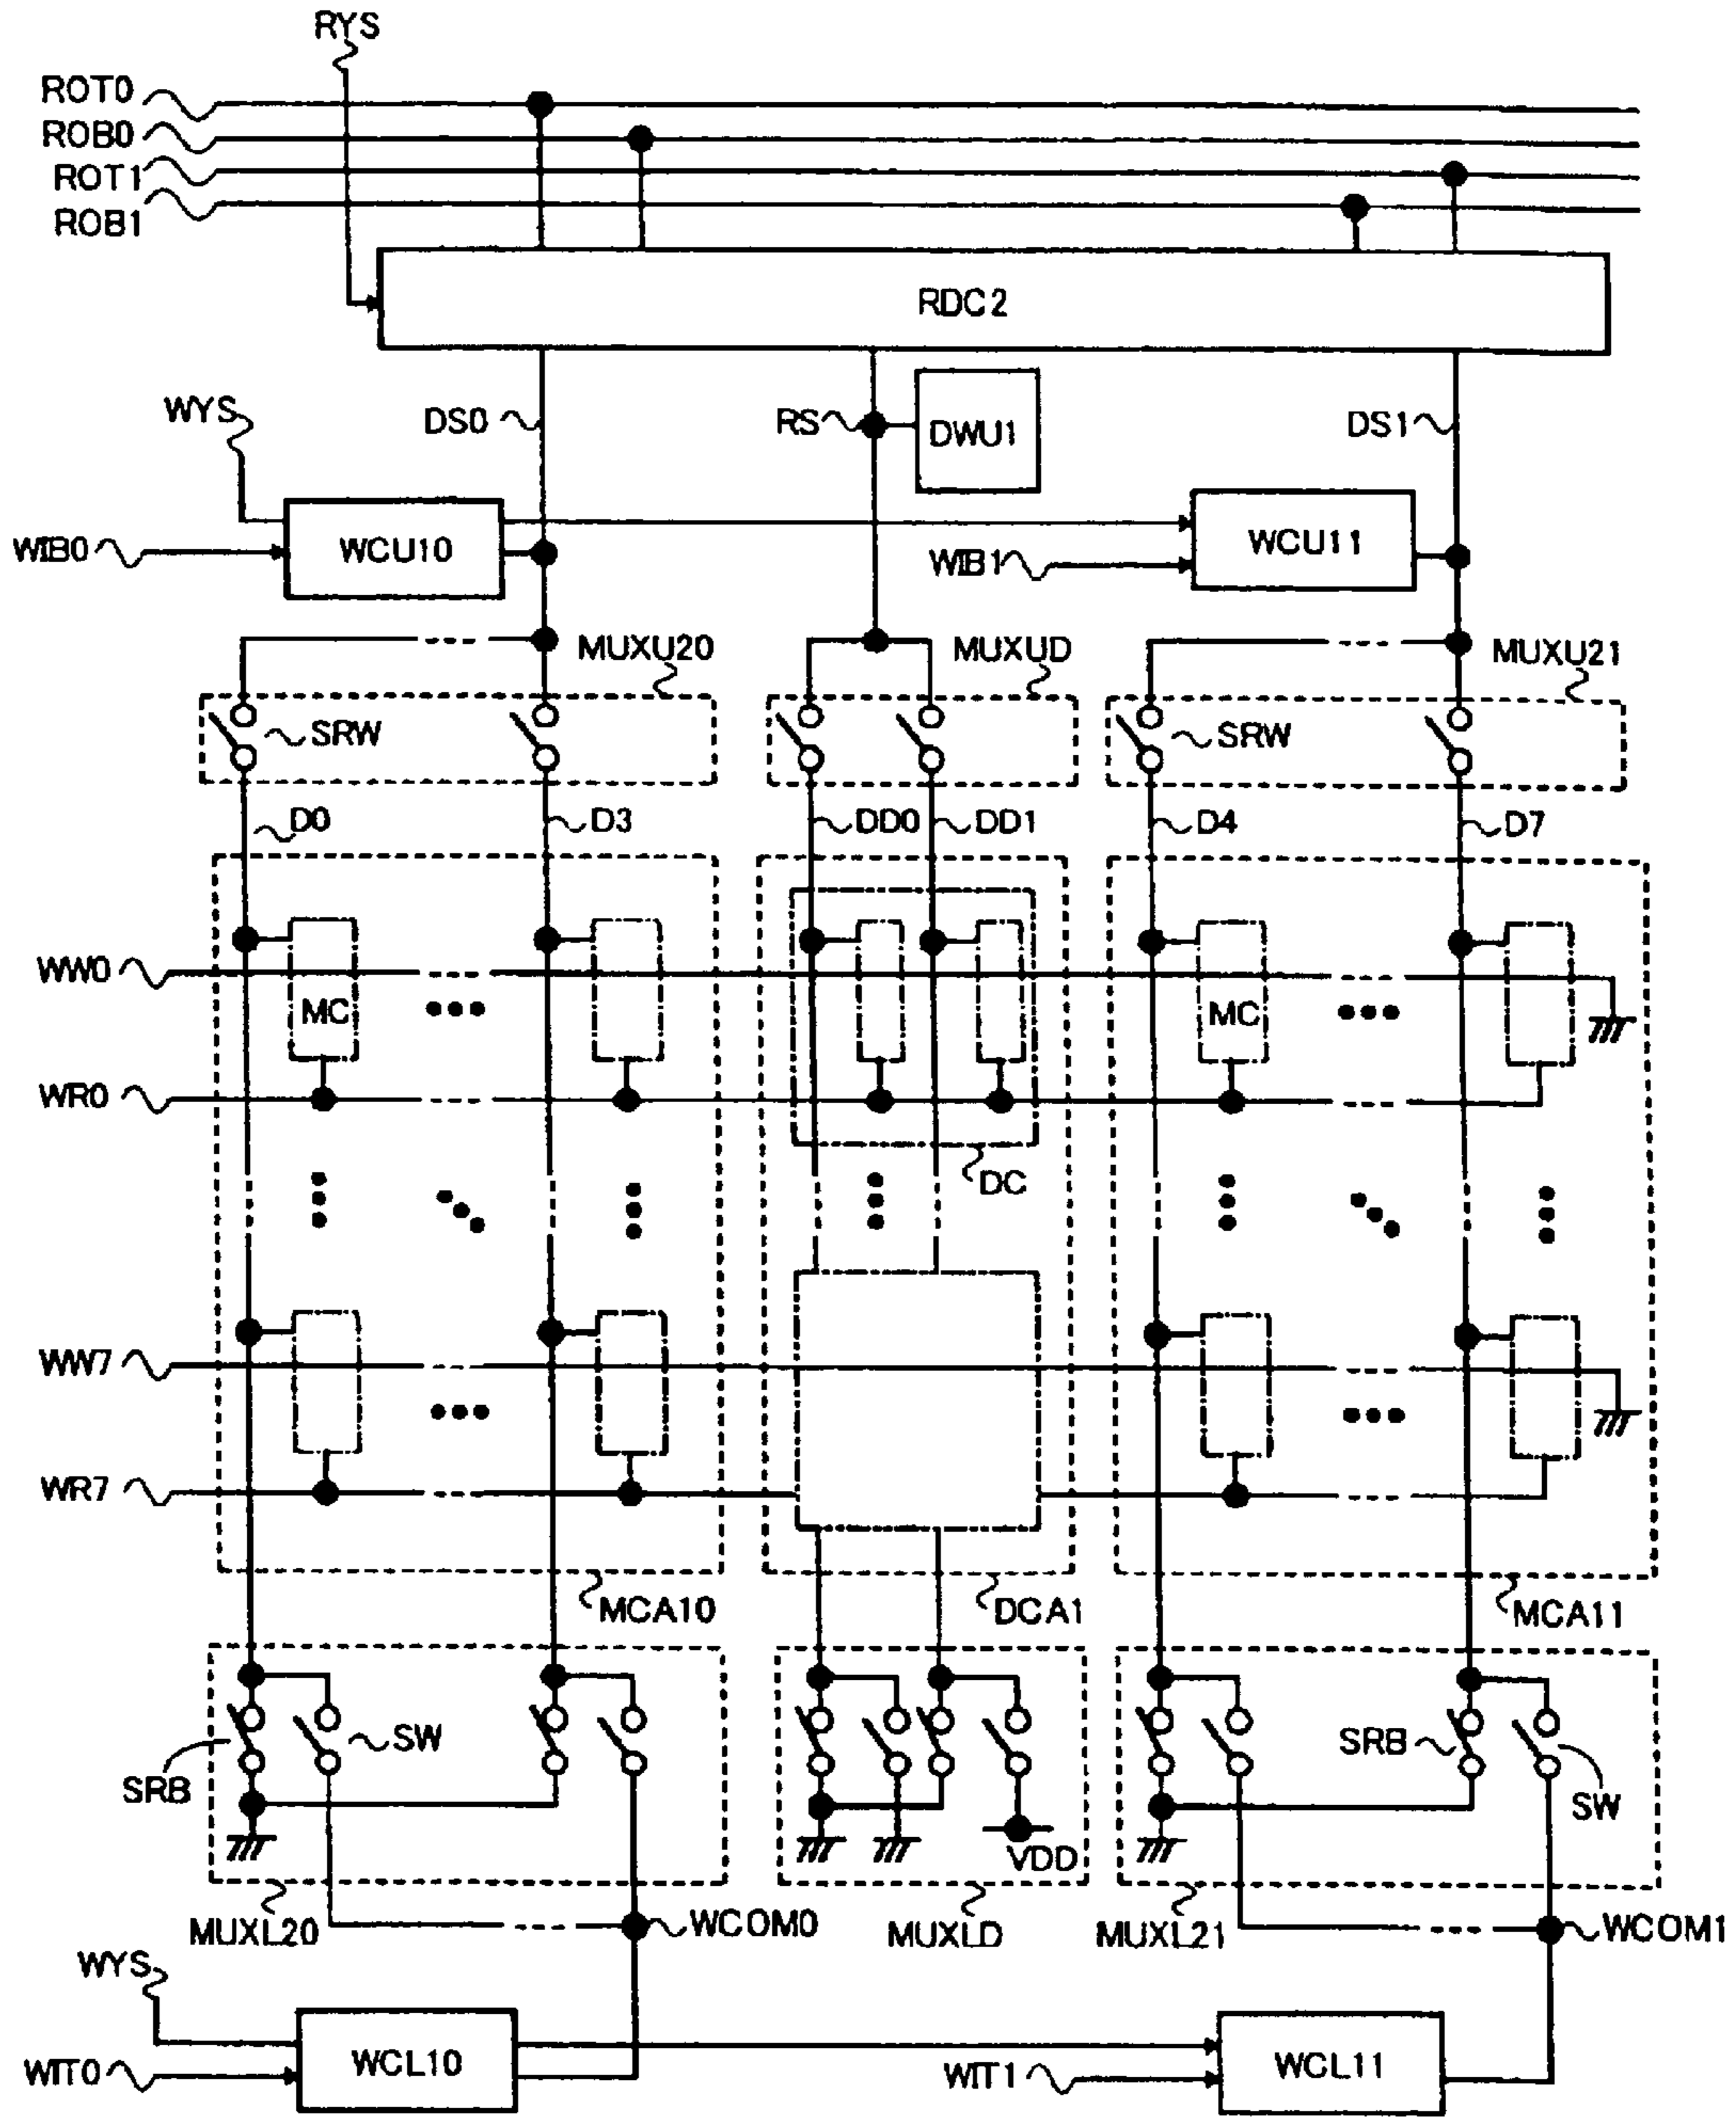 RYS
ROT0
ROB0
ROT1
ROB1
RDC2
WYS
DS0
RS
DWU1
DS1
WIB0
WCU10
WIB1
WCU11
MUXU20
MUXUD
MUXU21
SRW
SRW
D0
D3
DD0
DD1
D4
D7
WW0
MC
MC
WR0
DC
WW7
WR7
MCA10
DCA1
MCA11
SRB
SW
SRB
SW
VDD
MUXL20
WCOM0
MUXLD
MUXL21
WCOM1
WYS
WIT0
WCL10
WIT1
WCL11